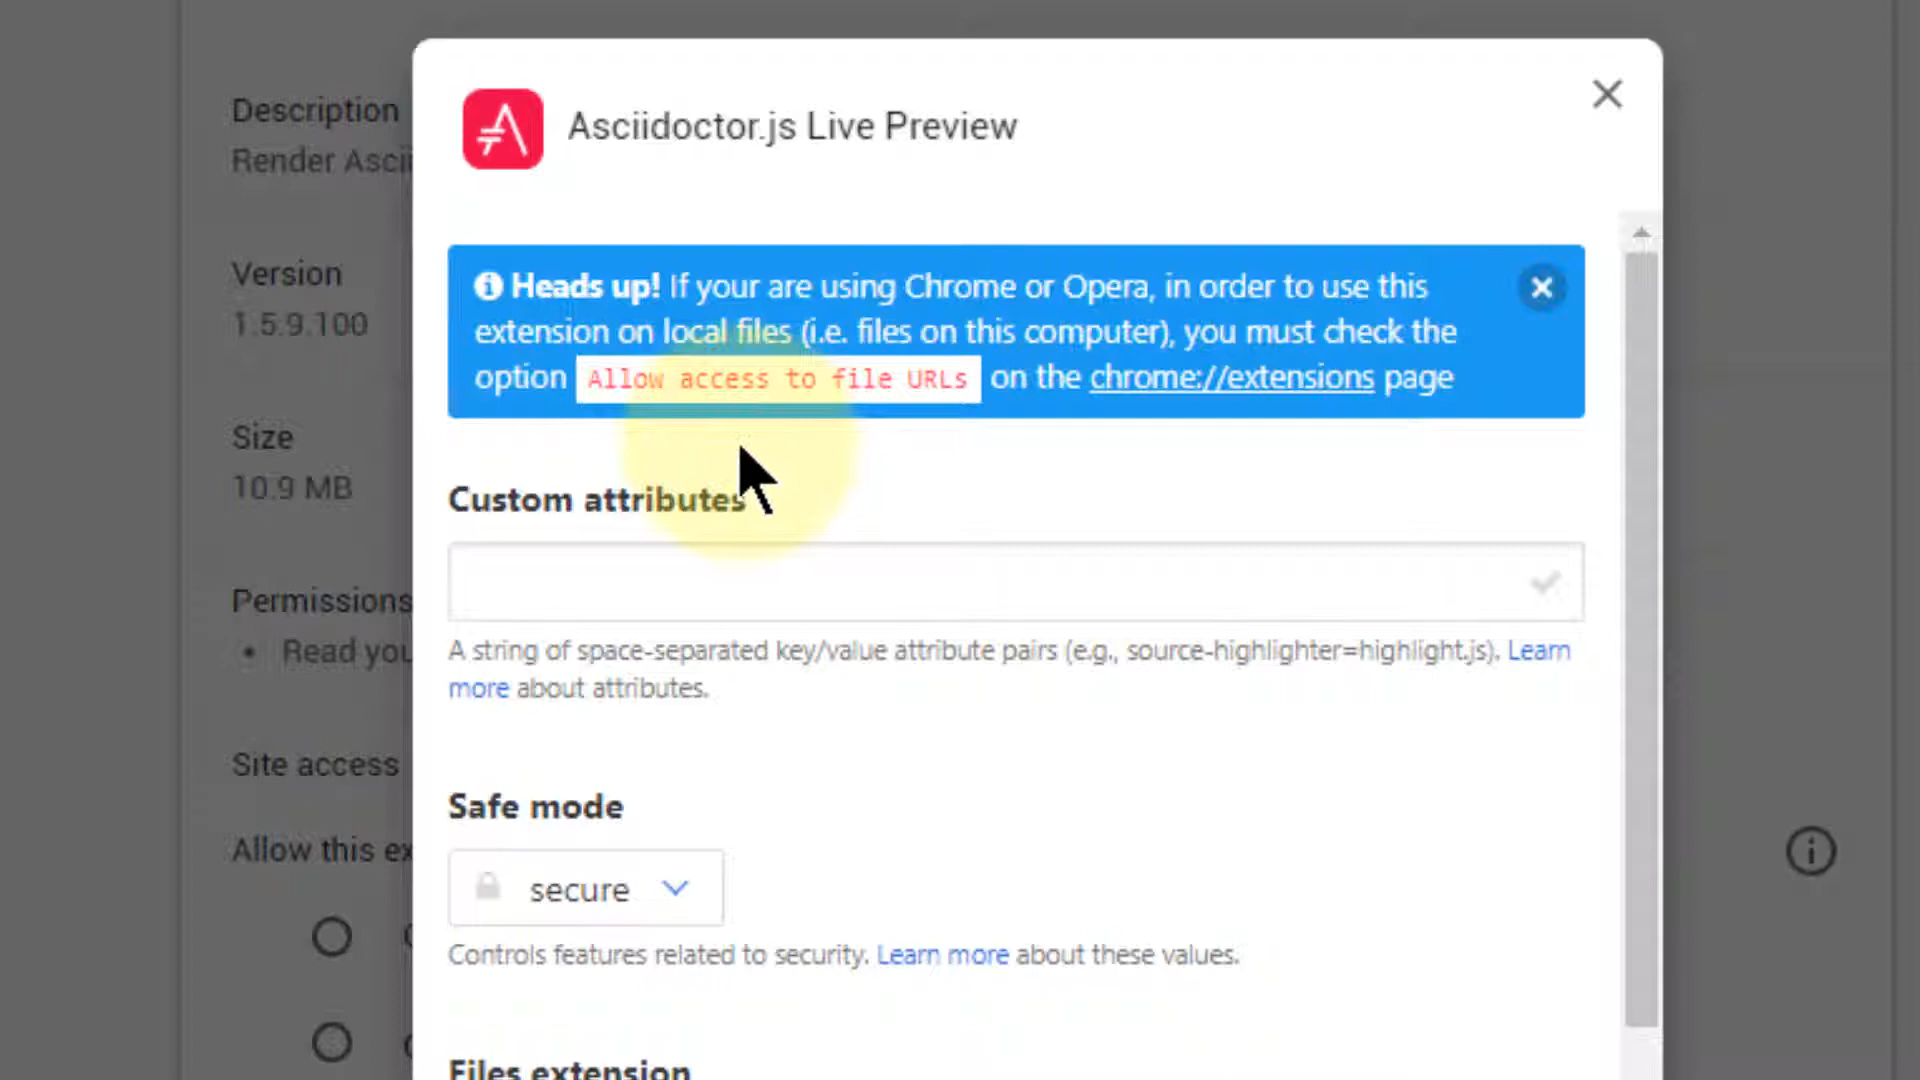 Asciidoctor.js Live Preview
Heads up! If your are using Chrome or Opera, in order to use this
extension on local files (i.e. files on this computer), you must check the
option Allow access to file URLs on the chrome://extensions page
Custom attributes
A string of space-separated key/value attribute pairs (e.g., source-highlighter=highlight.js). Learn
more about attributes.
Safe mode
secure
Controls features related to security. Learn more about these values.
Files extension
Description
Render Ascii
Version
1.5.9.100
Size
10.9 MB
Permissions
• Read you
Site access
Allow this ex